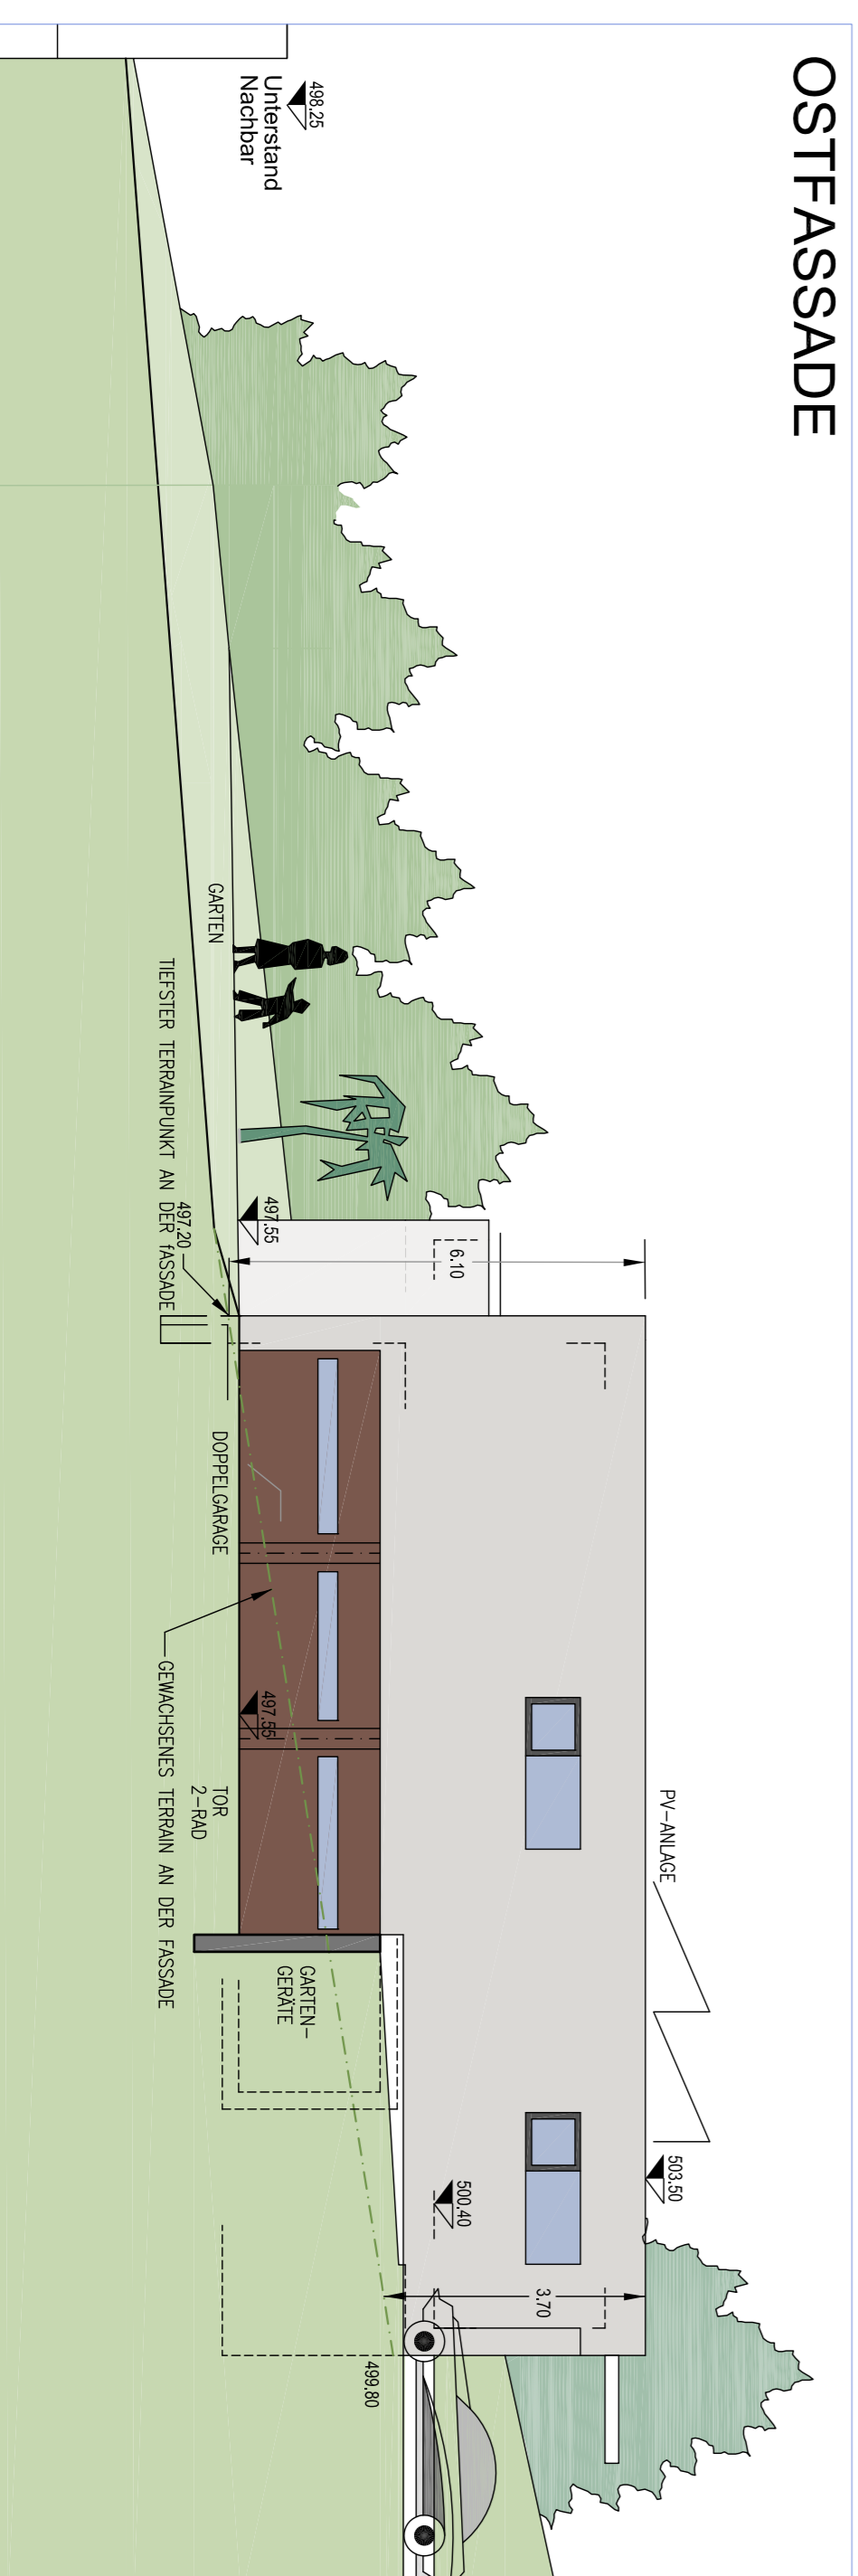 OSTFASSADE
498.25
Unterstand
Nachbar
GARTEN
TIEFSTER TERRAINPUNKT AN DER fASSADE
497.20
497.55
6.10
DOPPELGARAGE
GEWACHSENES TERRAIN AN DER FASSADE
497.55
TOR
2-RAD
PV-ANLAGE
GARTEN-
GERÄTE
503.50
500.40
3.70
499.80